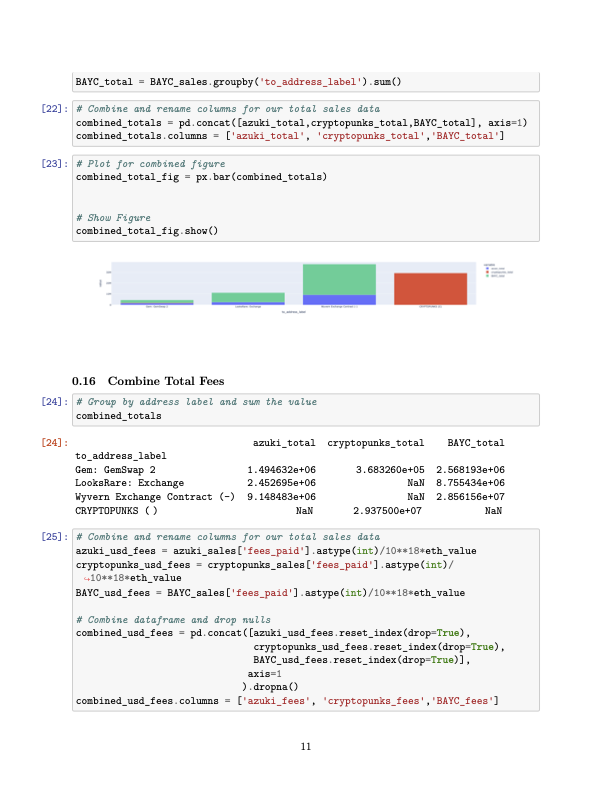 BAYC_total = BAYC_sales.groupby('to_address_label').sum()
[22]: # Combine and rename columns for our total sales data
combined_totals = pd.concat([azuki_total,cryptopunks_total,BAYC_total], axis=1)
combined_totals.columns = ['azuki_total', 'cryptopunks_total','BAYC_total']
[23]: # Plot for combined figure
combined_total_fig = px.bar(combined_totals)
# Show Figure
combined_total_fig.show()
0.16 Combine Total Fees
[24]: # Group by address label and sum the value
combined_totals
[24]: azuki_total cryptopunks_total BAYC_total
to_address_label
Gem: GemSwap 2 1.494632e+06 3.683260e+05 2.568193e+06
LooksRare: Exchange 2.452695e+06 NaN 8.755434e+06
Wyvern Exchange Contract (-) 9.148483e+06 NaN 2.856156e+07
CRYPTOPUNKS ( ) NaN 2.937500e+07 NaN
[25]: # Combine and rename columns for our total sales data
azuki_usd_fees = azuki_sales['fees_paid'].astype(int)/10**18*eth_value
cryptopunks_usd_fees = cryptopunks_sales['fees_paid'].astype(int)/
↪10**18*eth_value
BAYC_usd_fees = BAYC_sales['fees_paid'].astype(int)/10**18*eth_value
# Combine dataframe and drop nulls
combined_usd_fees = pd.concat([azuki_usd_fees.reset_index(drop=True),
cryptopunks_usd_fees.reset_index(drop=True),
BAYC_usd_fees.reset_index(drop=True)],
axis=1
).dropna()
combined_usd_fees.columns = ['azuki_fees', 'cryptopunks_fees','BAYC_fees']
11